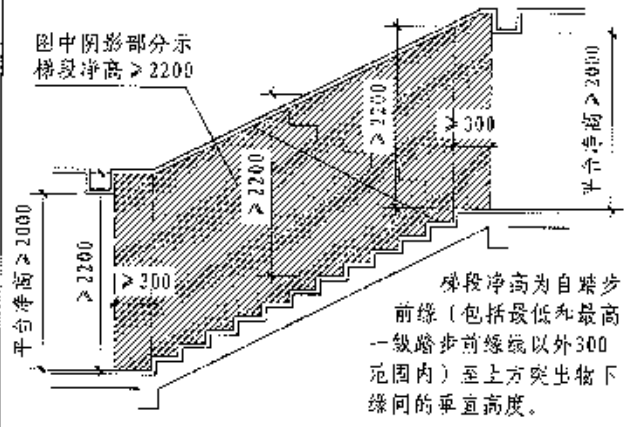 图中阴影部分示
梯段净高≥2200
≥2200
≥300
平台净高≥2000
≥2200
平台净高≥2000
≥2200
≥300
梯段净高为自踏步
前缘（包括最低和最高
一级踏步前缘线以外300
范围内）至上方突出物下
缘间的垂直高度。